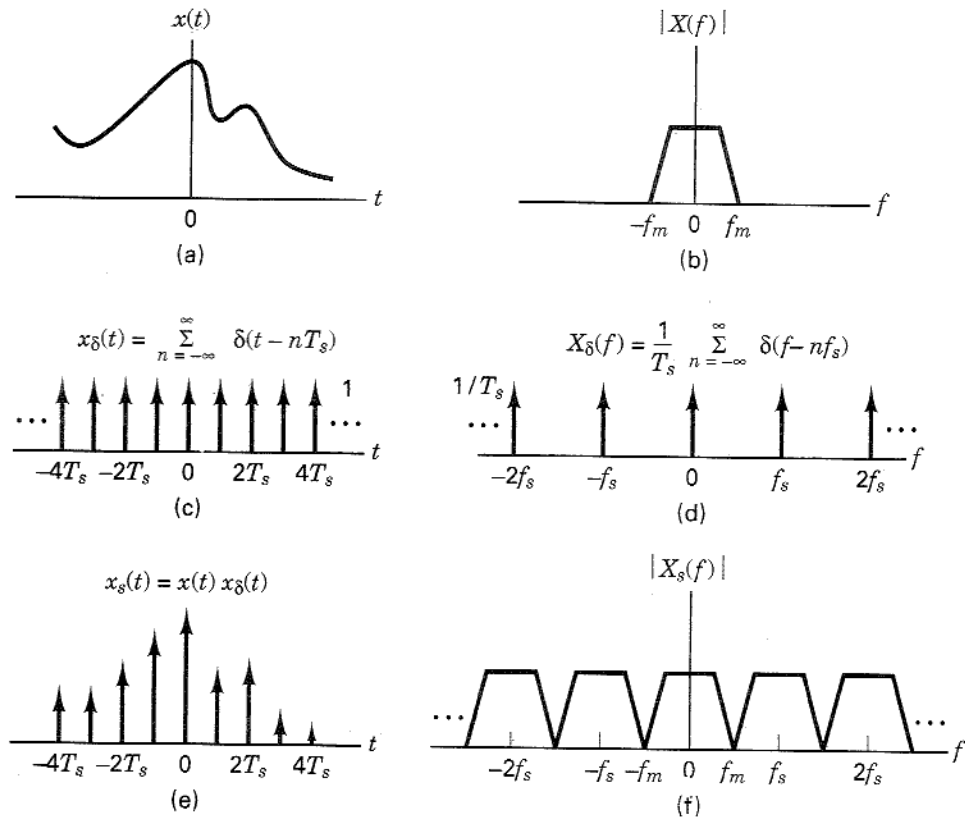 x(t)
|X(f)|
t
0
(a)
f
−f_m 0 f_m
(b)
x_δ(t) = ∞ Σ n = −∞ δ(t − nT_s)
1
••• •••
t
−4T_s −2T_s 0 2T_s 4T_s
(c)
X_δ(f) = 1/T_s ∞ Σ n = −∞ δ(f − nf_s)
1/T_s
••• •••
f
−2f_s −f_s 0 f_s 2f_s
(d)
x_s(t) = x(t) x_δ(t)
t
−4T_s −2T_s 0 2T_s 4T_s
(e)
|X_s(f)|
••• •••
f
−2f_s −f_s −f_m 0 f_m f_s 2f_s
(f)